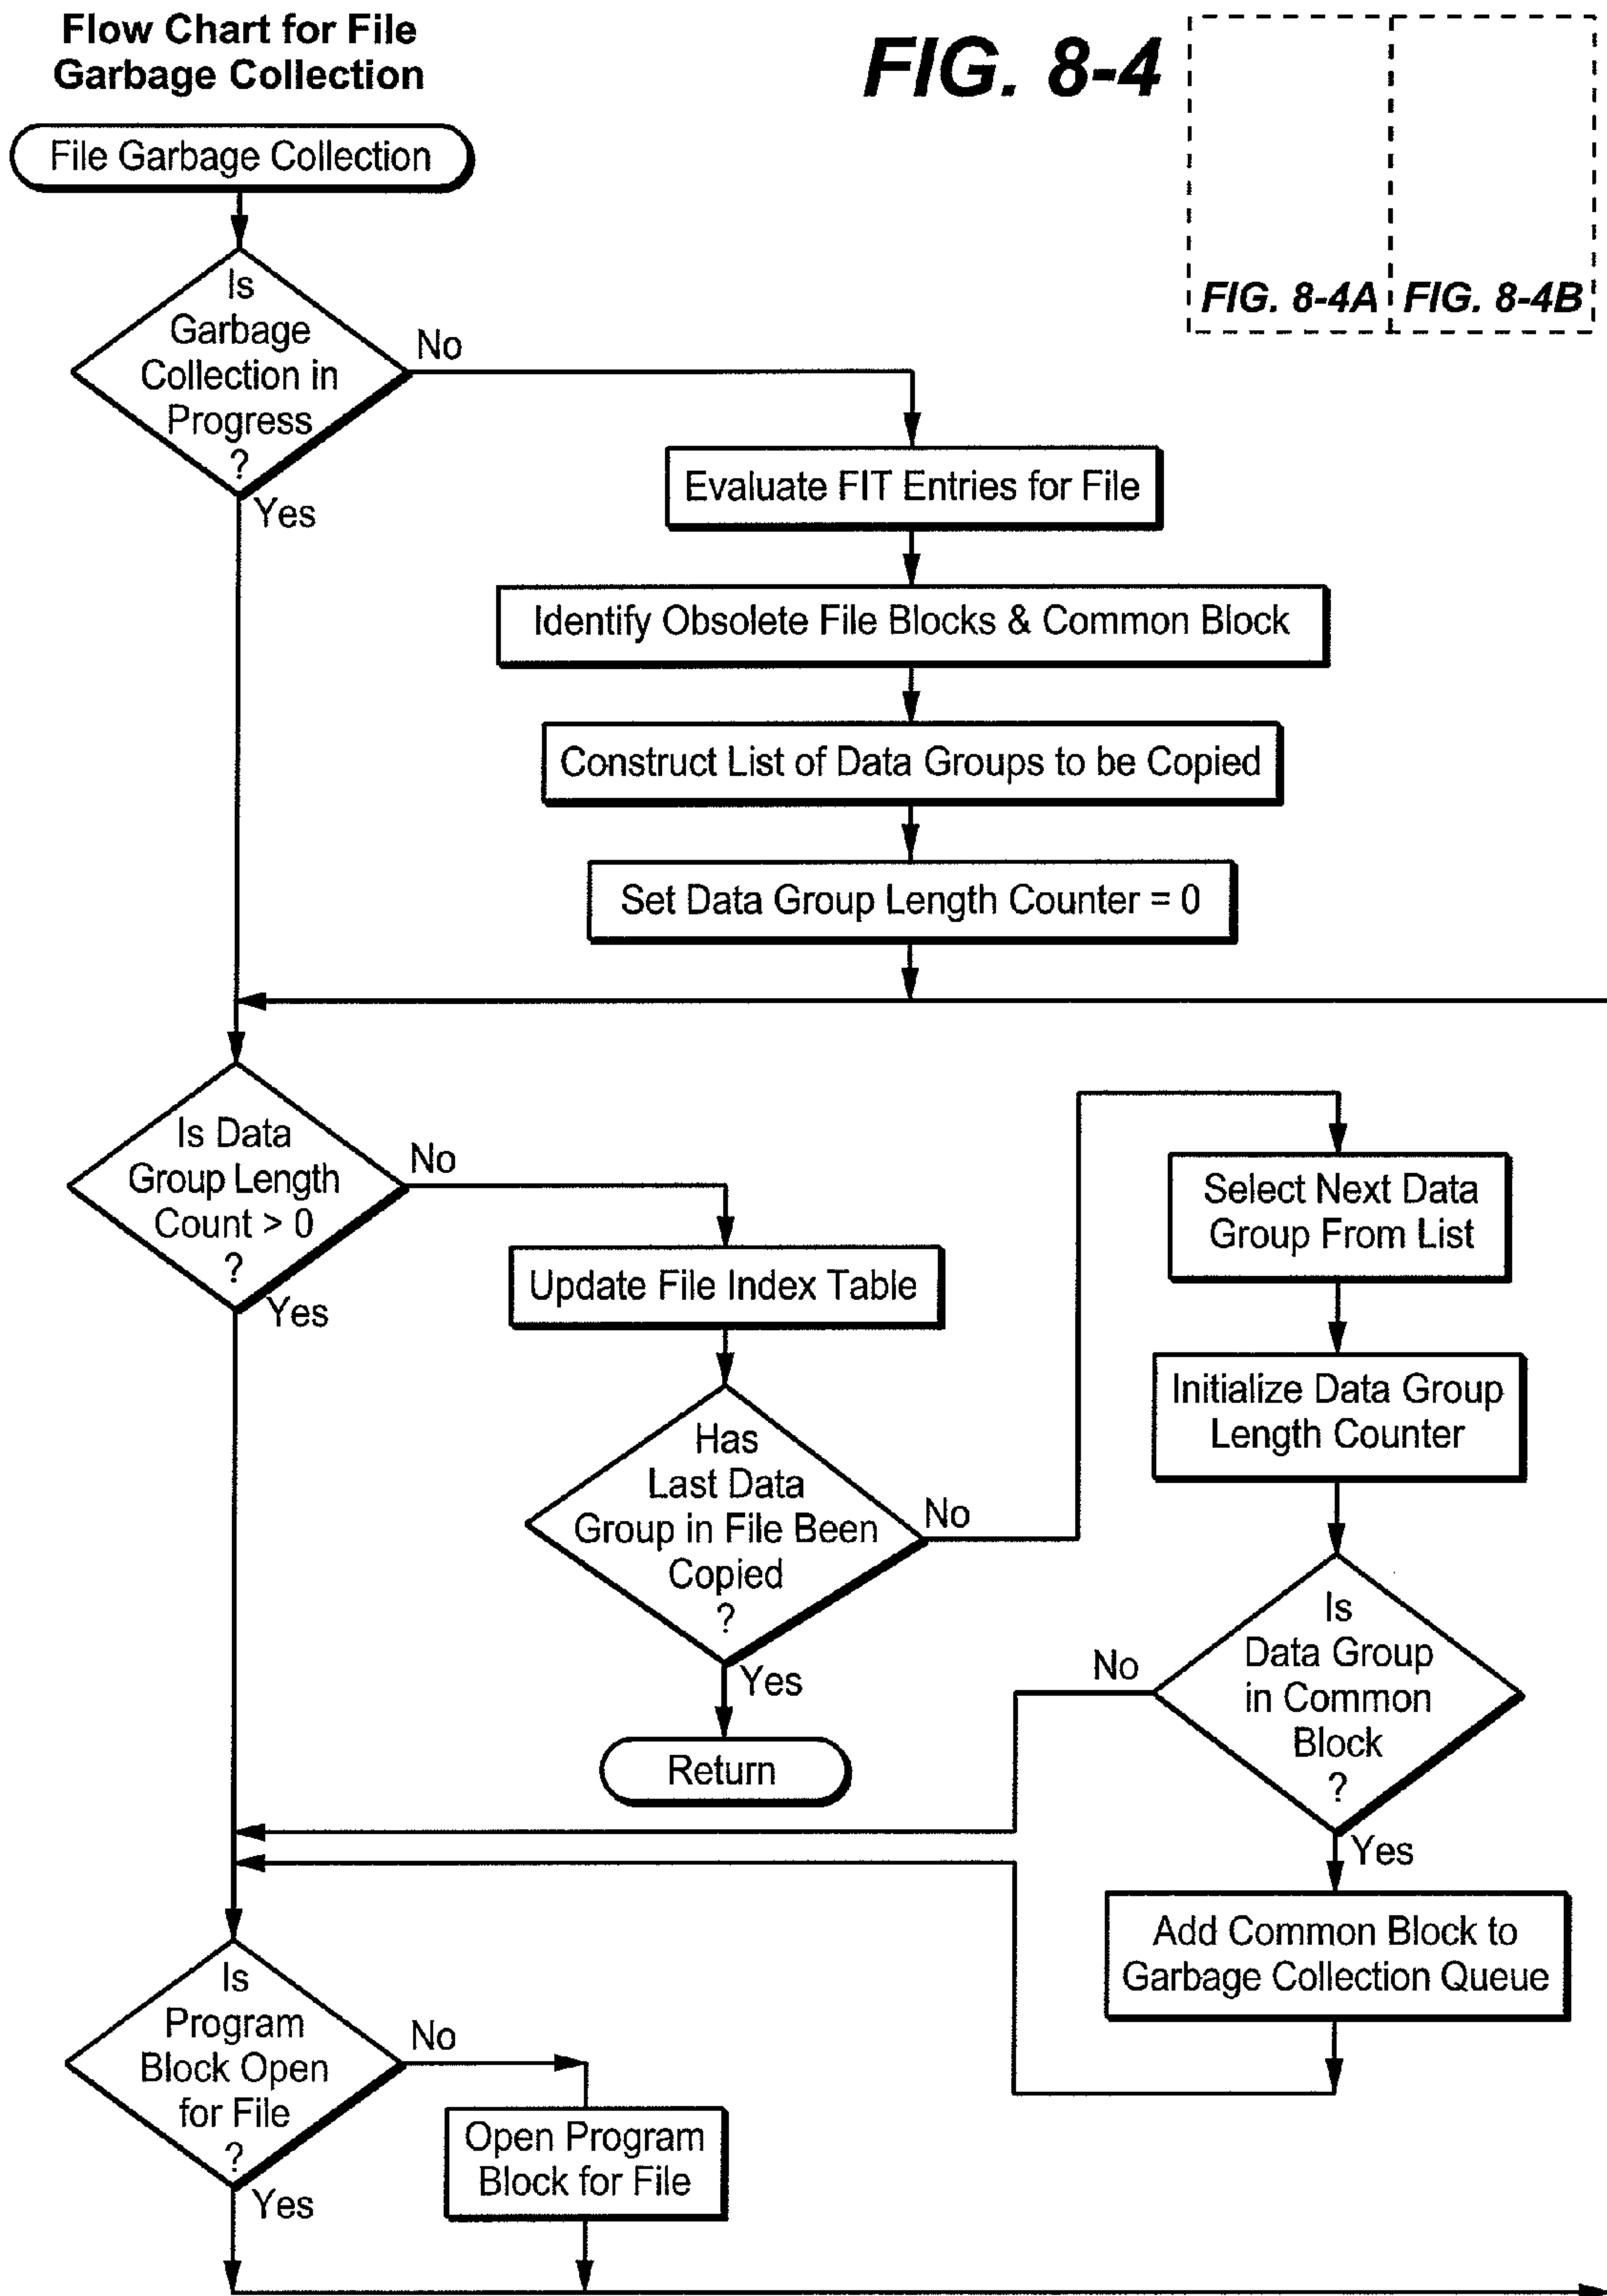 Flow Chart for File
Garbage Collection
FIG. 8-4
FIG. 8-4A
FIG. 8-4B
File Garbage Collection
Is
Garbage
Collection in
Progress
?
No
Yes
Evaluate FIT Entries for File
Identify Obsolete File Blocks & Common Block
Construct List of Data Groups to be Copied
Set Data Group Length Counter = 0
Is Data
Group Length
Count > 0
?
No
Yes
Update File Index Table
Has
Last Data
Group in File Been
Copied
?
No
Yes
Return
Select Next Data
Group From List
Initialize Data Group
Length Counter
Is
Data Group
in Common
Block
?
No
Yes
Add Common Block to
Garbage Collection Queue
Is
Program
Block Open
for File
?
No
Yes
Open Program
Block for File